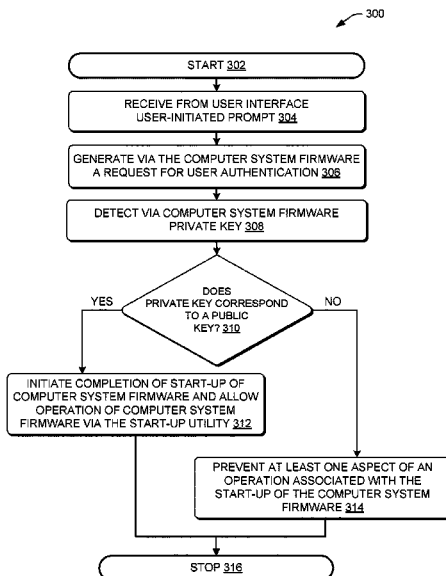 300
START 302
RECEIVE FROM USER INTERFACE
USER-INITIATED PROMPT 304
GENERATE VIA THE COMPUTER SYSTEM FIRMWARE
A REQUEST FOR USER AUTHENTICATION 306
DETECT VIA COMPUTER SYSTEM FIRMWARE
PRIVATE KEY 308
DOES
PRIVATE KEY CORRESPOND
TO A PUBLIC
KEY? 310
YES
NO
INITIATE COMPLETION OF START-UP OF
COMPUTER SYSTEM FIRMWARE AND ALLOW
OPERATION OF COMPUTER SYSTEM
FIRMWARE VIA THE START-UP UTILITY 312
PREVENT AT LEAST ONE ASPECT OF AN
OPERATION ASSOCIATED WITH THE
START-UP OF THE COMPUTER SYSTEM
FIRMWARE 314
STOP 316